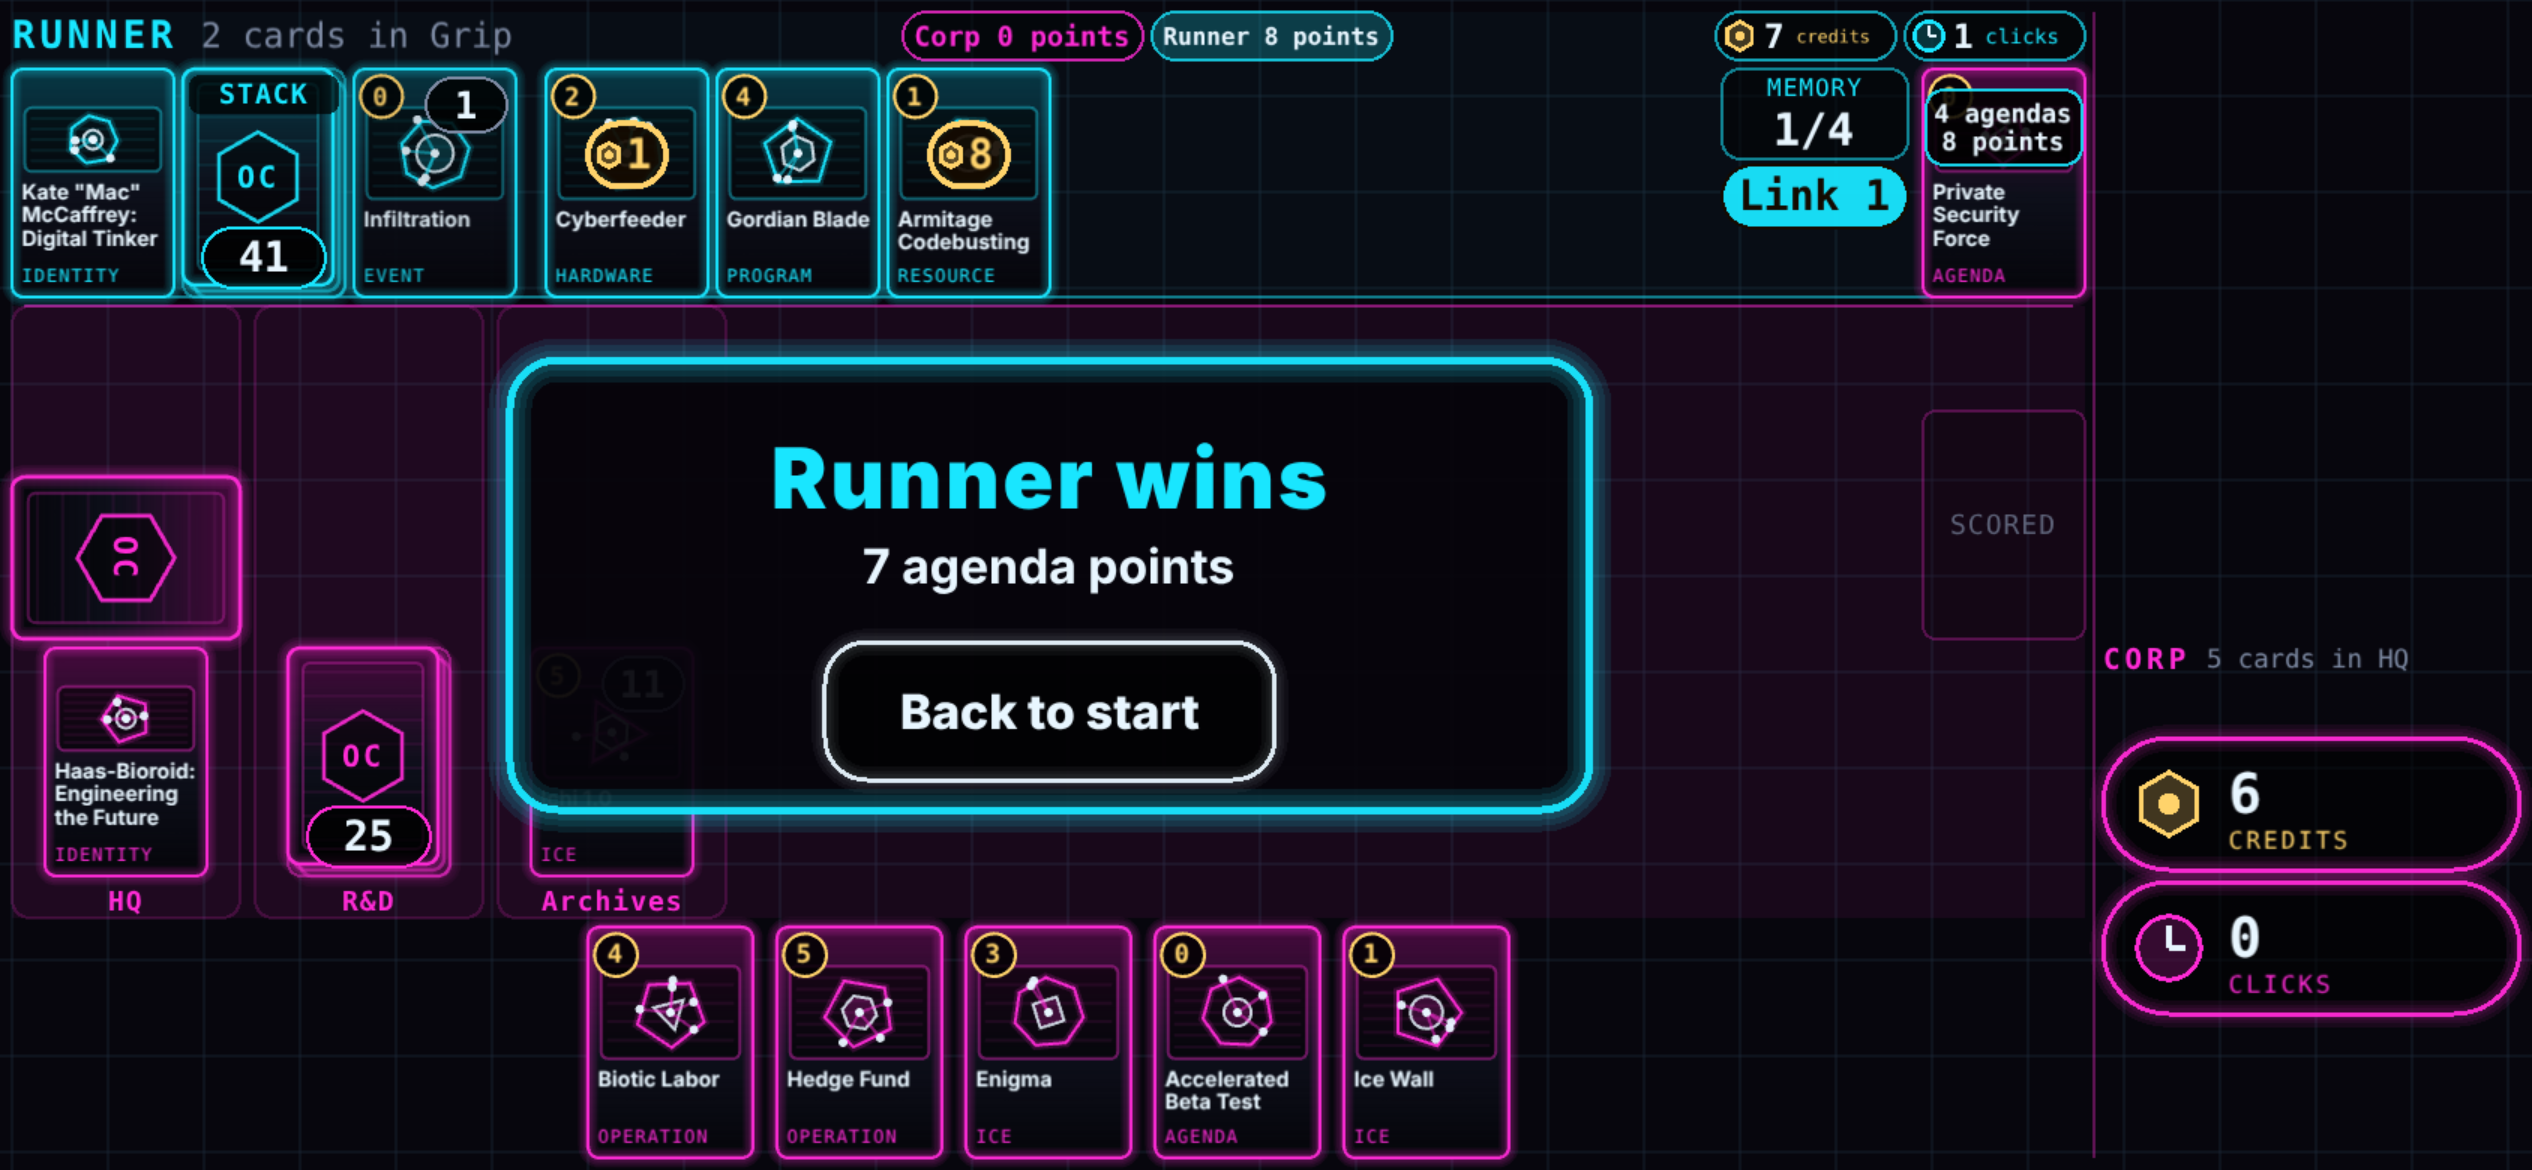 RUNNER 2 cards in Grip
Corp 0 points
Runner 8 points
7 credits
1 clicks
Kate "Mac"
McCaffrey:
Digital Tinker
IDENTITY
STACK
OC
41
0
1
Infiltration
EVENT
2
1
Cyberfeeder
HARDWARE
4
Gordian Blade
PROGRAM
1
8
Armitage
Codebusting
RESOURCE
MEMORY
1/4
Link 1
4 agendas
8 points
Private
Security
Force
AGENDA
Runner wins
7 agenda points
Back to start
SCORED
OC
Haas-Bioroid:
Engineering
the Future
IDENTITY
HQ
OC
25
R&D
5
11
ICE
Archives
CORP 5 cards in HQ
6
CREDITS
0
CLICKS
4
Biotic Labor
OPERATION
5
Hedge Fund
OPERATION
3
Enigma
ICE
0
Accelerated
Beta Test
AGENDA
1
Ice Wall
ICE